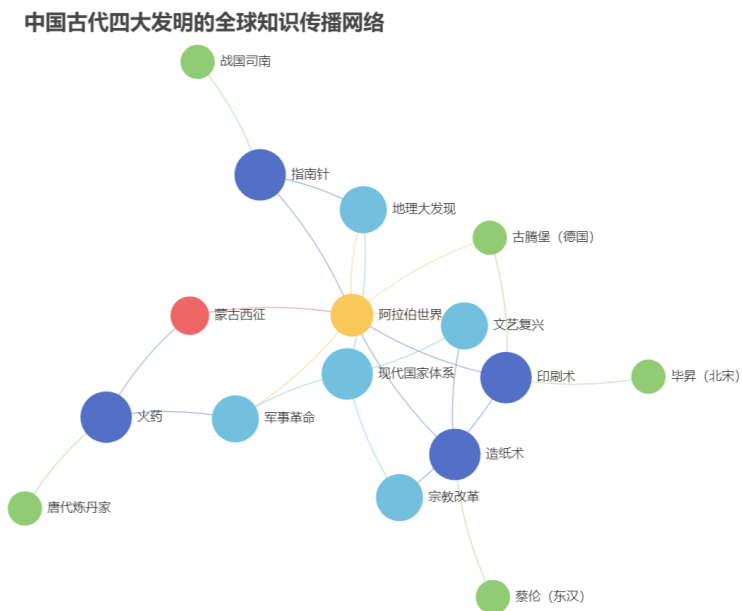 中国古代四大发明的全球知识传播网络
战国司南
指南针
地理大发现
古腾堡（德国）
蒙古西征
阿拉伯世界
文艺复兴
现代国家体系
印刷术
毕昇（北宋）
火药
军事革命
造纸术
宗教改革
唐代炼丹家
蔡伦（东汉）